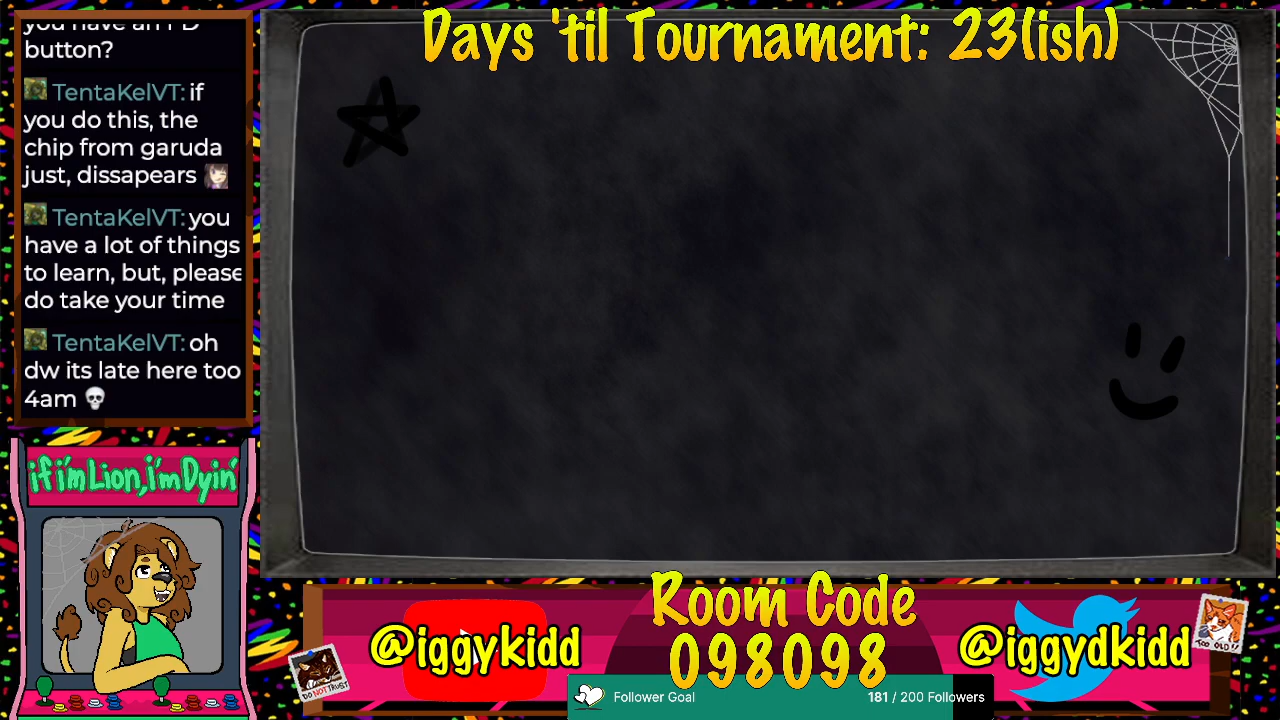 Days 'til Tournament: 23(ish)
button?
TentaKelVT: if
you do this, the
chip from garuda
just, dissapears
TentaKelVT: you
have a lot of things
to learn, but, please
do take your time
TentaKelVT: oh
dw its late here too
4am
if i'm Lion, i'm Dyin'
DO NOT TRUST
@iggykidd
Room Code
098098
@iggydkidd
TOO OLD!!
Follower Goal
181 / 200 Followers